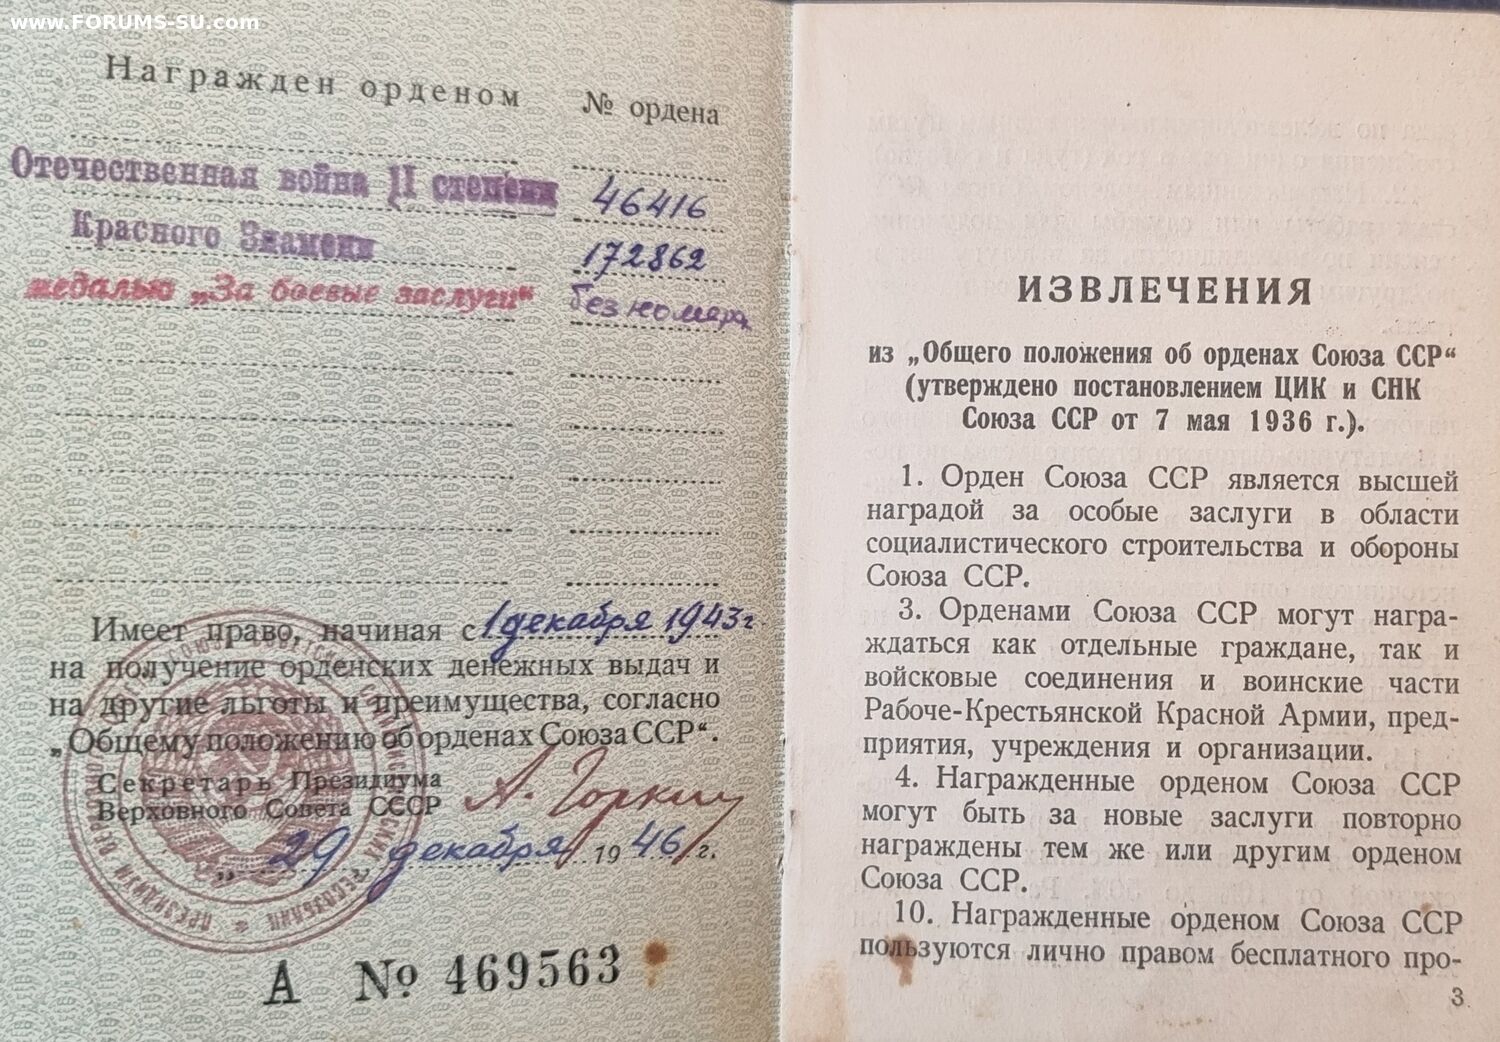 www.FORUMS-SU.com
Награжден орденом № ордена
Отечественная война II степени 46416
Красного Знамени 172862
медалью „За боевые заслуги“ без номера
Имеет право, начиная с 1 декабря 1943 г.
на получение орденских денежных выдач и
на другие льготы и преимущества, согласно
„Общему положению об орденах Союза ССР“.
Секретарь Президиума
Верховного Совета СССР А. Горкин
„29 декабря 1946 г.
А № 469563
ИЗВЛЕЧЕНИЯ
из „Общего положения об орденах Союза ССР“
(утверждено постановлением ЦИК и СНК
Союза ССР от 7 мая 1936 г.).
1. Орден Союза ССР является высшей
наградой за особые заслуги в области
социалистического строительства и обороны
Союза ССР.
3. Орденами Союза ССР могут награ-
ждаться как отдельные граждане, так и
войсковые соединения и воинские части
Рабоче-Крестьянской Красной Армии, пред-
приятия, учреждения и организации.
4. Награжденные орденом Союза ССР
могут быть за новые заслуги повторно
награждены тем же или другим орденом
Союза ССР.
10. Награжденные орденом Союза ССР
пользуются лично правом бесплатного про-
3